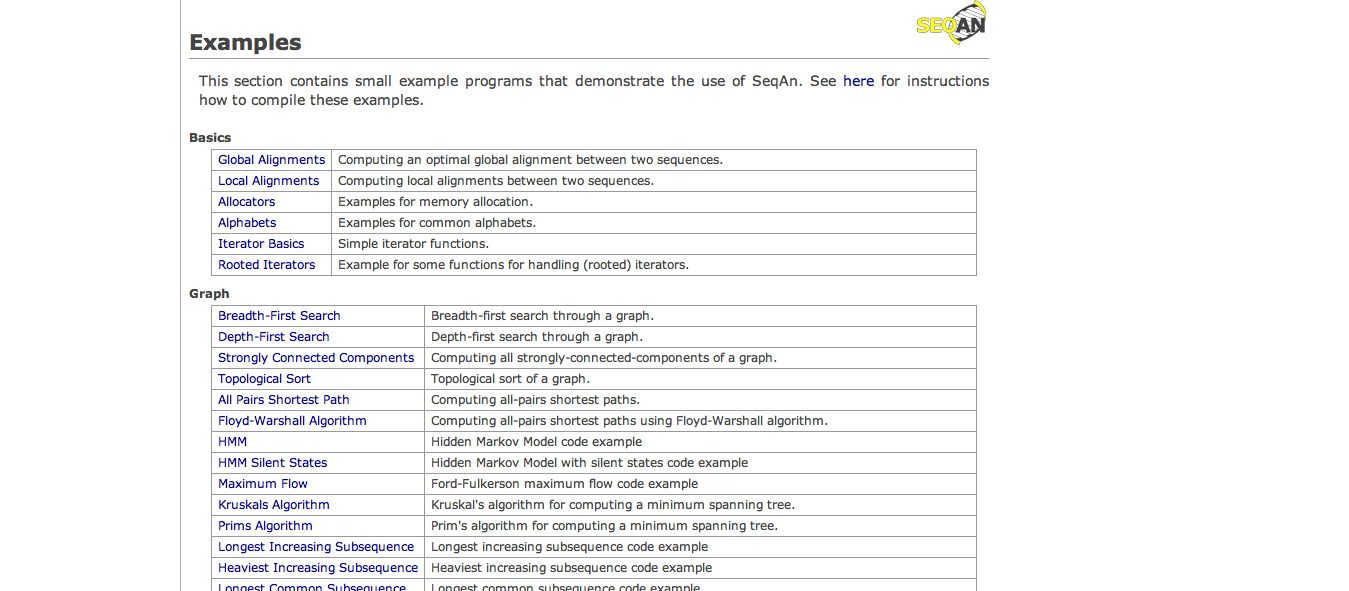 SEQAN
Examples
This section contains small example programs that demonstrate the use of SeqAn. See here for instructions
how to compile these examples.
Basics
Global Alignments Computing an optimal global alignment between two sequences.
Local Alignments Computing local alignments between two sequences.
Allocators Examples for memory allocation.
Alphabets Examples for common alphabets.
Iterator Basics Simple iterator functions.
Rooted Iterators Example for some functions for handling (rooted) iterators.
Graph
Breadth-First Search Breadth-first search through a graph.
Depth-First Search Depth-first search through a graph.
Strongly Connected Components Computing all strongly-connected-components of a graph.
Topological Sort Topological sort of a graph.
All Pairs Shortest Path Computing all-pairs shortest paths.
Floyd-Warshall Algorithm Computing all-pairs shortest paths using Floyd-Warshall algorithm.
HMM Hidden Markov Model code example
HMM Silent States Hidden Markov Model with silent states code example
Maximum Flow Ford-Fulkerson maximum flow code example
Kruskals Algorithm Kruskal's algorithm for computing a minimum spanning tree.
Prims Algorithm Prim's algorithm for computing a minimum spanning tree.
Longest Increasing Subsequence Longest increasing subsequence code example
Heaviest Increasing Subsequence Heaviest increasing subsequence code example
Longest Common Subsequence Longest common subsequence code example